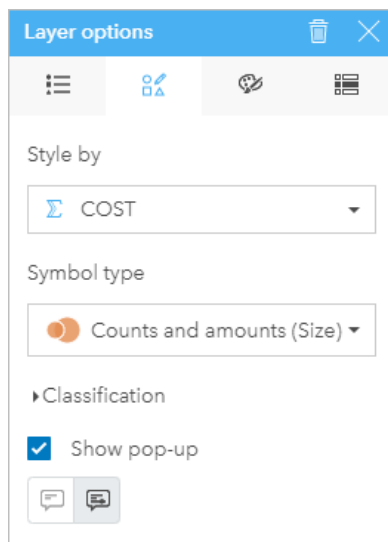 Layer options
Style by
COST
Symbol type
Counts and amounts (Size)
Classification
Show pop-up